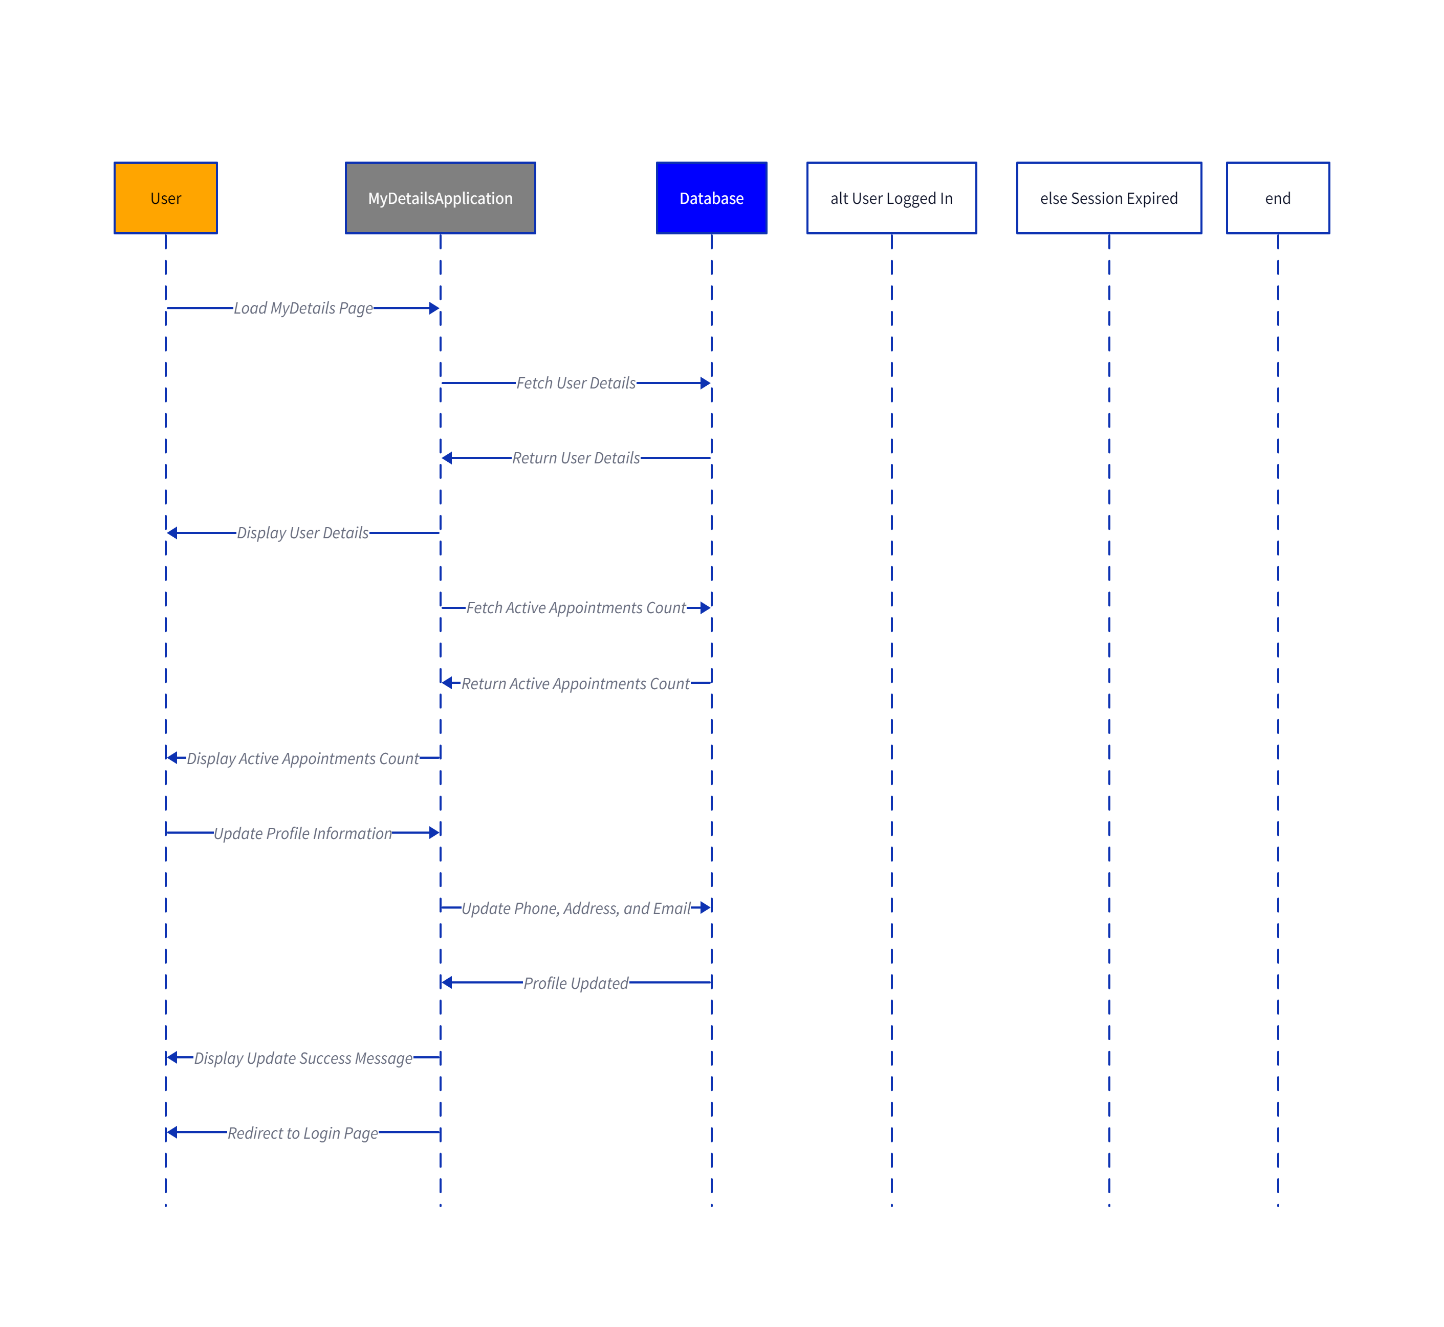 User
MyDetailsApplication
Database
alt User Logged In
else Session Expired
end
Load MyDetails Page
Fetch User Details
Return User Details
Display User Details
Fetch Active Appointments Count
Return Active Appointments Count
Display Active Appointments Count
Update Profile Information
Update Phone, Address, and Email
Profile Updated
Display Update Success Message
Redirect to Login Page